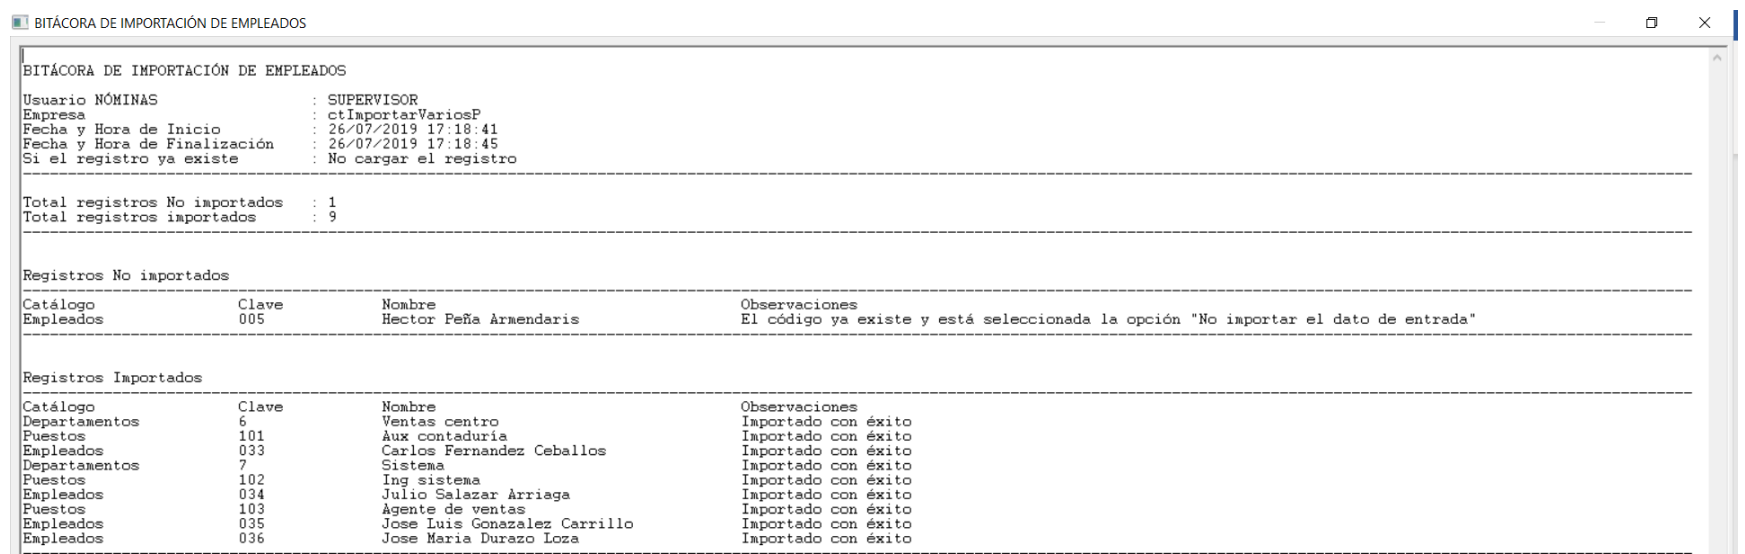 BITÁCORA DE IMPORTACIÓN DE EMPLEADOS
BITÁCORA DE IMPORTACIÓN DE EMPLEADOS
Usuario NÓMINAS : SUPERVISOR
Empresa : ctImportarVariosP
Fecha y Hora de Inicio : 26/07/2019 17:18:41
Fecha y Hora de Finalización : 26/07/2019 17:18:45
Si el registro ya existe : No cargar el registro
Total registros No importados : 1
Total registros importados : 9
Registros No importados
Catálogo Clave Nombre Observaciones
Empleados 005 Hector Peña Armendaris El código ya existe y está seleccionada la opción "No importar el dato de entrada"
Registros Importados
Catálogo Clave Nombre Observaciones
Departamentos 6 Ventas centro Importado con éxito
Puestos 101 Aux contaduría Importado con éxito
Empleados 033 Carlos Fernandez Ceballos Importado con éxito
Departamentos 7 Sistema Importado con éxito
Puestos 102 Ing sistema Importado con éxito
Empleados 034 Julio Salazar Arriaga Importado con éxito
Puestos 103 Agente de ventas Importado con éxito
Empleados 035 Jose Luis Gonazalez Carrillo Importado con éxito
Empleados 036 Jose Maria Durazo Loza Importado con éxito